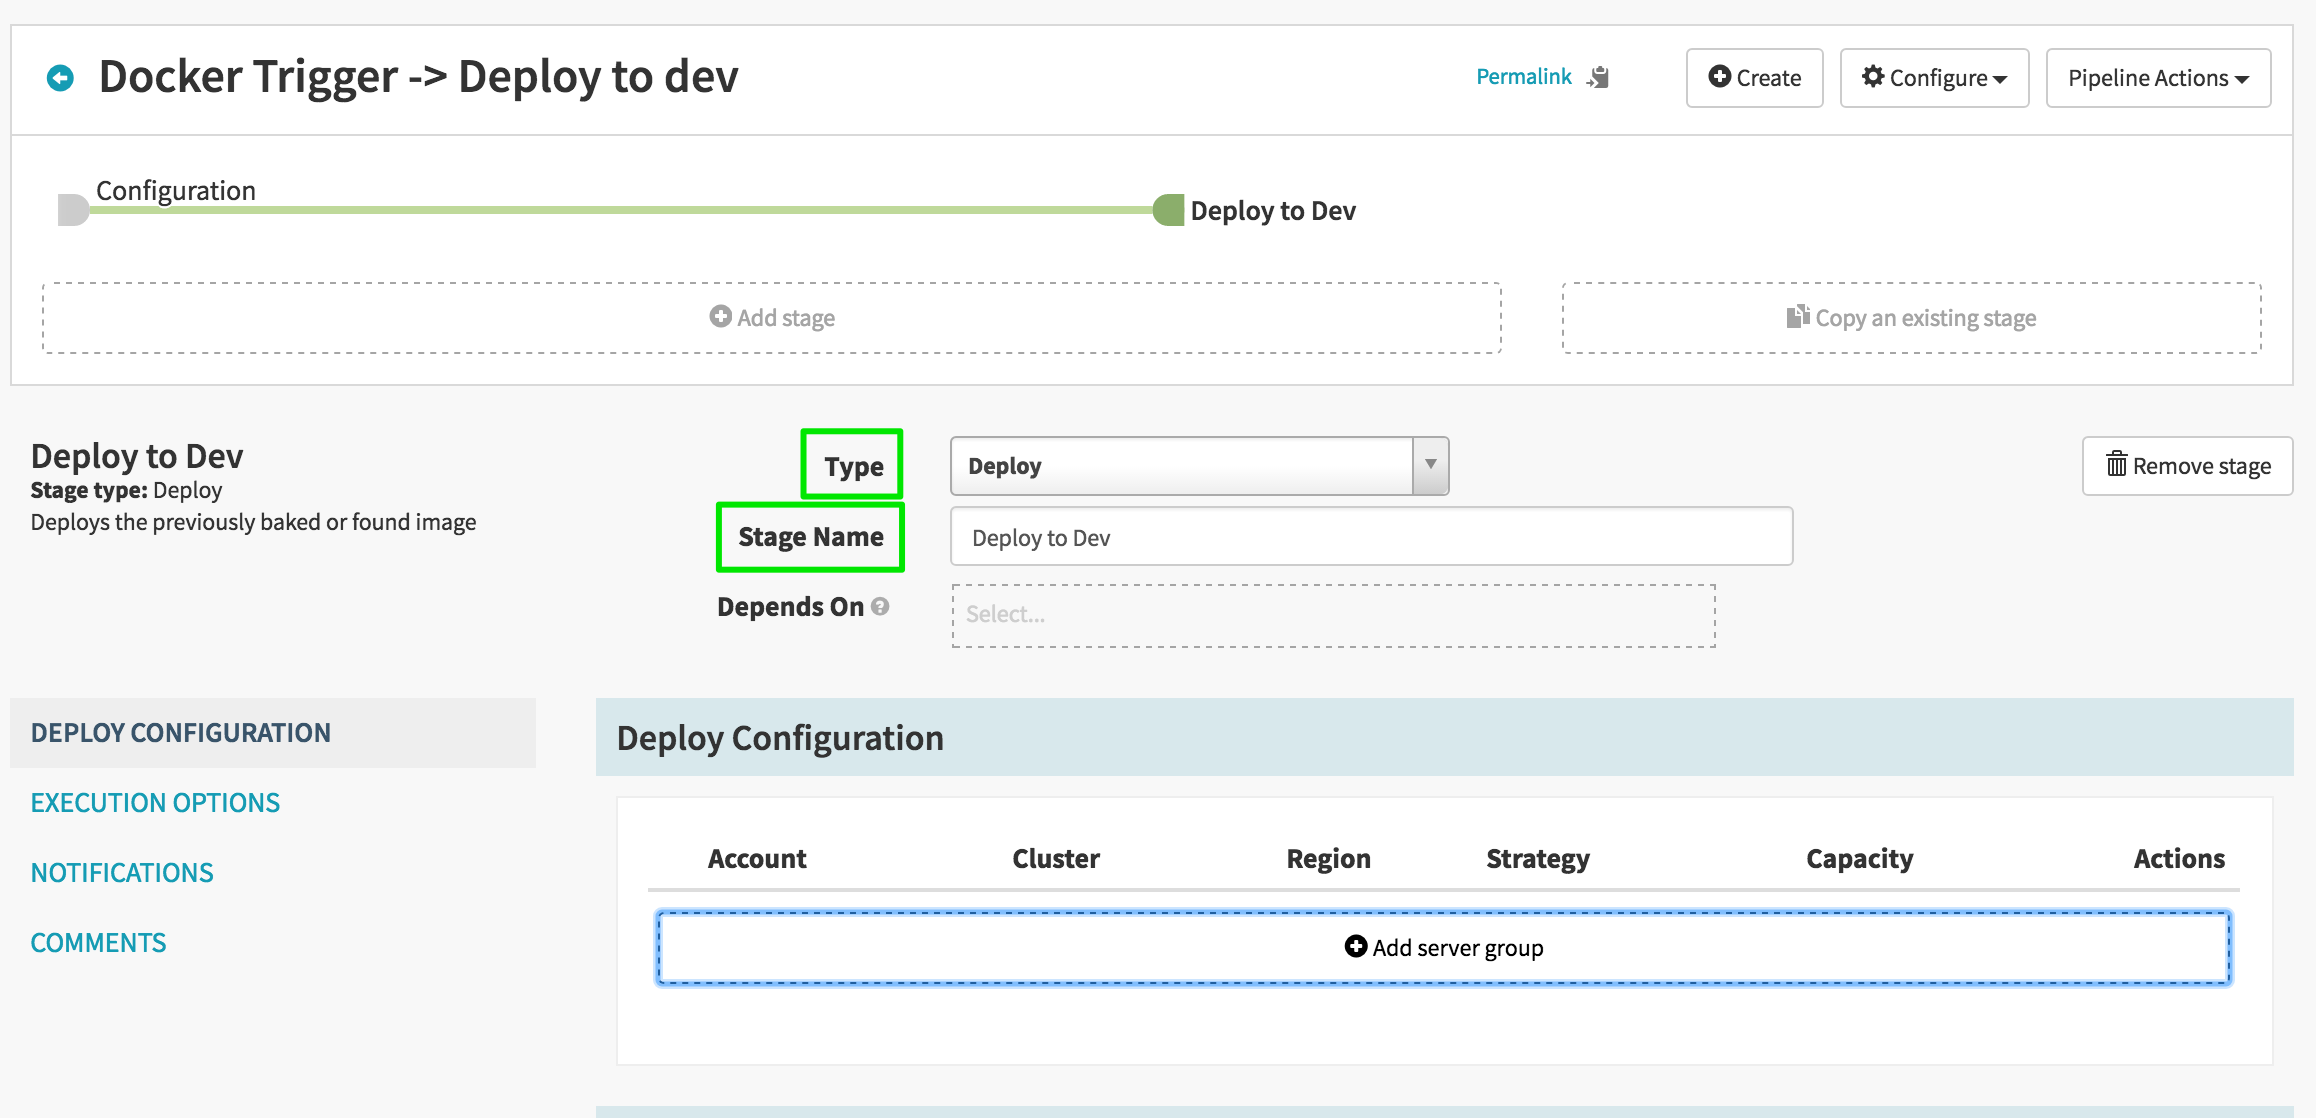 Docker Trigger -> Deploy to dev
Permalink
Create
Configure
Pipeline Actions
Configuration
Deploy to Dev
Add stage
Copy an existing stage
Deploy to Dev
Stage type: Deploy
Deploys the previously baked or found image
Type
Deploy
Remove stage
Stage Name
Deploy to Dev
Depends On ?
Select...
DEPLOY CONFIGURATION
EXECUTION OPTIONS
NOTIFICATIONS
COMMENTS
Deploy Configuration
Account Cluster Region Strategy Capacity Actions
Add server group